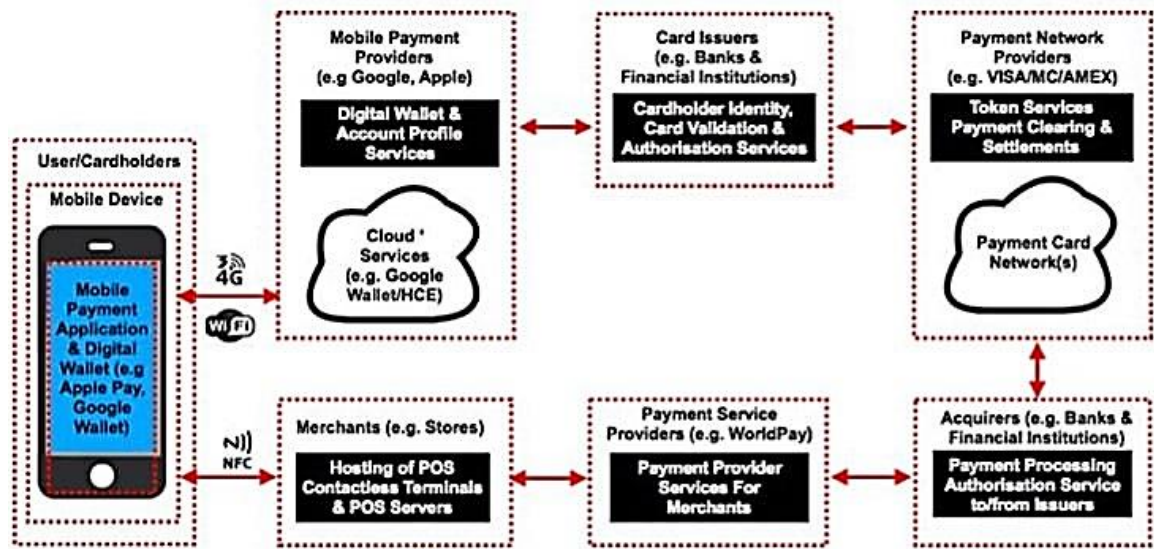 Mobile Payment
Providers
(e.g Google, Apple)
Digital Wallet &
Account Profile
Services
Cloud *
Services
(e.g. Google
Wallet/HCE)
Card Issuers
(e.g. Banks &
Financial Institutions)
Cardholder Identity,
Card Validation &
Authorisation Services
Payment Network
Providers
(e.g. VISA/MC/AMEX)
Token Services
Payment Clearing &
Settlements
Payment Card
Network(s)
User/Cardholders
Mobile Device
Mobile
Payment
Application
& Digital
Wallet (e.g
Apple Pay,
Google
Wallet)
3
4G
WiFi
N
NFC
Merchants (e.g. Stores)
Hosting of POS
Contactless Terminals
& POS Servers
Payment Service
Providers (e.g. WorldPay)
Payment Provider
Services For
Merchants
Acquirers (e.g. Banks &
Financial Institutions)
Payment Processing
Authorisation Service
to/from Issuers